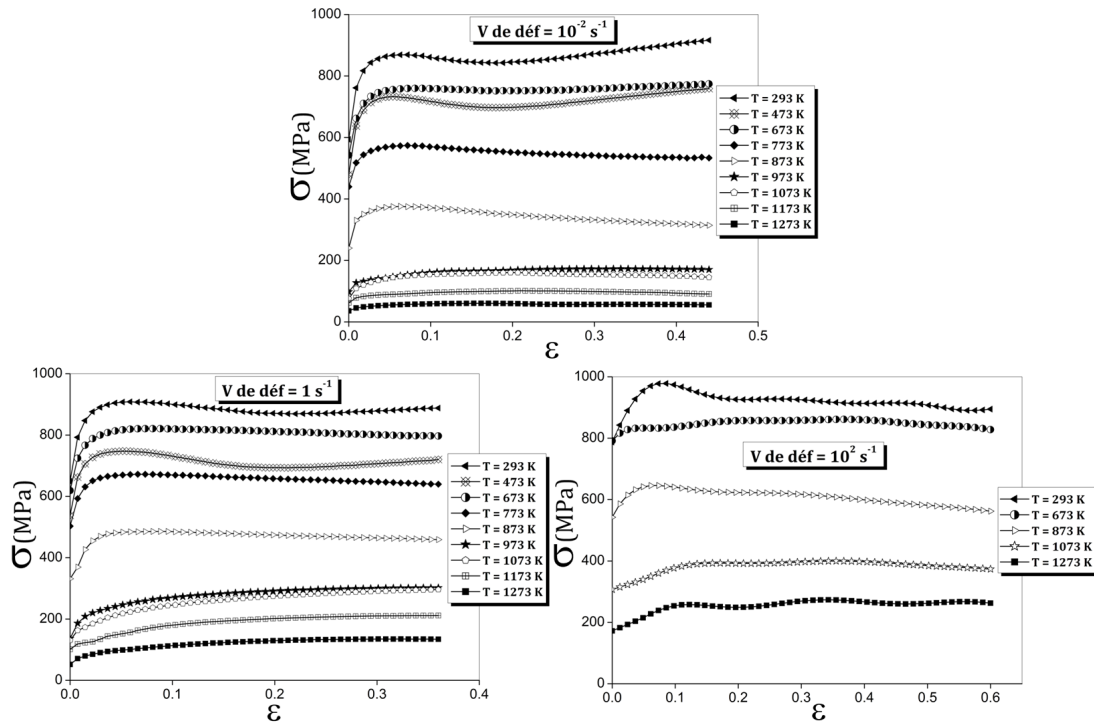 V de déf = 10⁻² s⁻¹
1000
800
600
400
200
0
σ(MPa)
0.0 0.1 0.2 0.3 0.4 0.5
ε
T = 293 K
T = 473 K
T = 673 K
T = 773 K
T = 873 K
T = 973 K
T = 1073 K
T = 1173 K
T = 1273 K
V de déf = 1 s⁻¹
1000
800
600
400
200
0
σ(MPa)
0.0 0.1 0.2 0.3 0.4
ε
T = 293 K
T = 473 K
T = 673 K
T = 773 K
T = 873 K
T = 973 K
T = 1073 K
T = 1173 K
T = 1273 K
V de déf = 10² s⁻¹
1000
800
600
400
200
0
σ(MPa)
0.0 0.1 0.2 0.3 0.4 0.5 0.6
ε
T = 293 K
T = 673 K
T = 873 K
T = 1073 K
T = 1273 K